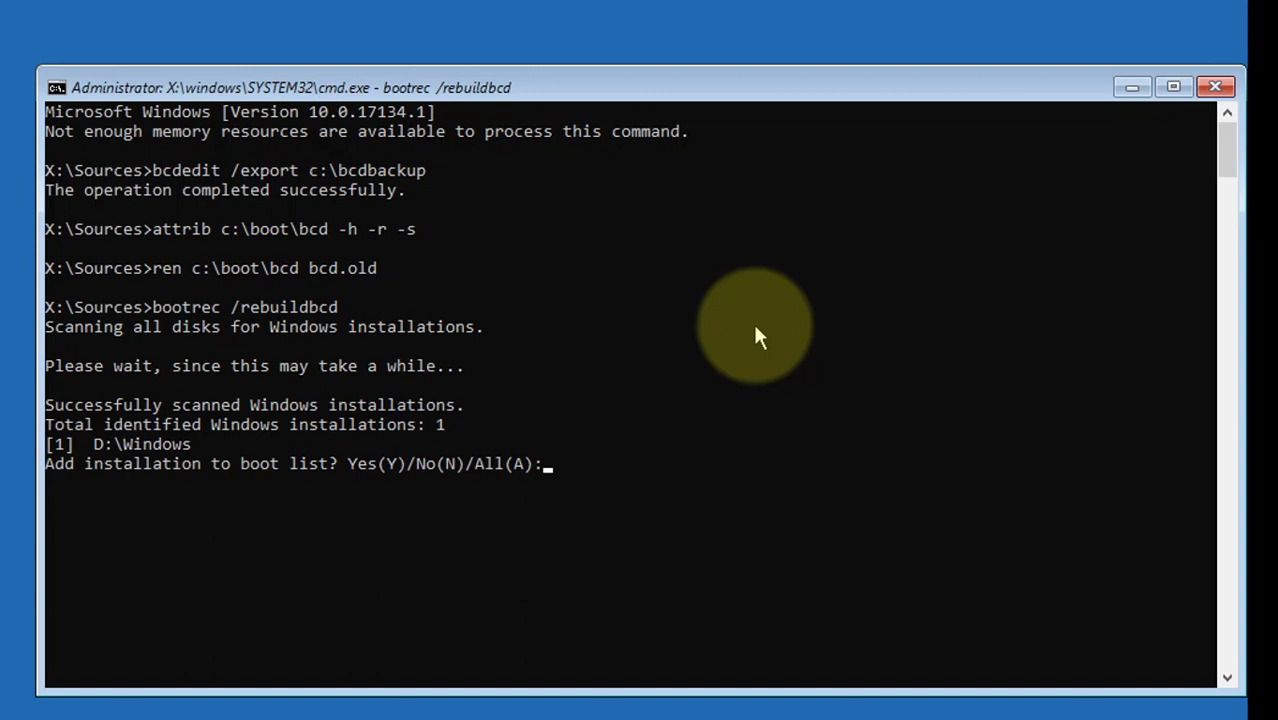 Administrator: X:\windows\SYSTEM32\cmd.exe - bootrec /rebuildbcd
Microsoft Windows [Version 10.0.17134.1]
Not enough memory resources are available to process this command.
X:\Sources>bcdedit /export c:\bcdbackup
The operation completed successfully.
X:\Sources>attrib c:\boot\bcd -h -r -s
X:\Sources>ren c:\boot\bcd bcd.old
X:\Sources>bootrec /rebuildbcd
Scanning all disks for Windows installations.
Please wait, since this may take a while...
Successfully scanned Windows installations.
Total identified Windows installations: 1
[1]  D:\Windows
Add installation to boot list? Yes(Y)/No(N)/All(A):